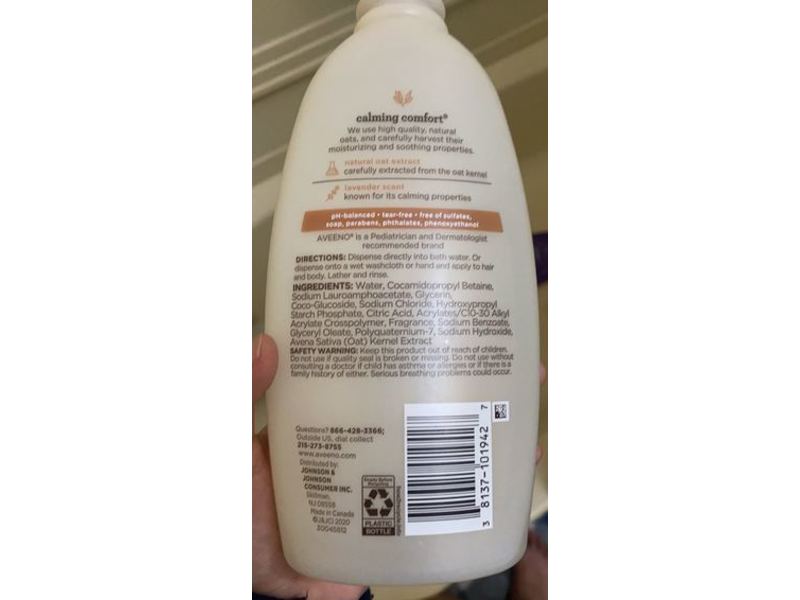 calming comfort®
We use high quality, natural
oats, and carefully harvest their
moisturizing and soothing properties.
natural oat extract
carefully extracted from the oat kernel
lavender scent
known for its calming properties
pH-balanced • tear-free • free of sulfates,
soap, parabens, phthalates, phenoxyethanol
AVEENO® is a Pediatrician and Dermatologist
recommended brand
DIRECTIONS: Dispense directly into bath water. Or
dispense onto a wet washcloth or hand and apply to hair
and body. Lather and rinse.
INGREDIENTS: Water, Cocamidopropyl Betaine,
Sodium Lauroamphoacetate, Glycerin,
Coco-Glucoside, Sodium Chloride, Hydroxypropyl
Starch Phosphate, Citric Acid, Acrylates/C10-30 Alkyl
Acrylate Crosspolymer, Fragrance, Sodium Benzoate,
Glyceryl Oleate, Polyquaternium-7, Sodium Hydroxide,
Avena Sativa (Oat) Kernel Extract
SAFETY WARNING: Keep this product out of reach of children.
Do not use if quality seal is broken or missing. Do not use without
consulting a doctor if child has asthma or allergies or if there is a
family history of either. Serious breathing problems could occur.
Questions? 866-428-3366;
Outside US, dial collect
215-273-8755
www.aveeno.com
Distributed by:
JOHNSON &
JOHNSON
CONSUMER INC.
Skillman,
NJ 08558
Made in Canada
©J&JCI 2020
30045812
Empty Before
Recycling
PLASTIC
BOTTLE
how2recycle.info
3 8137-101942 7